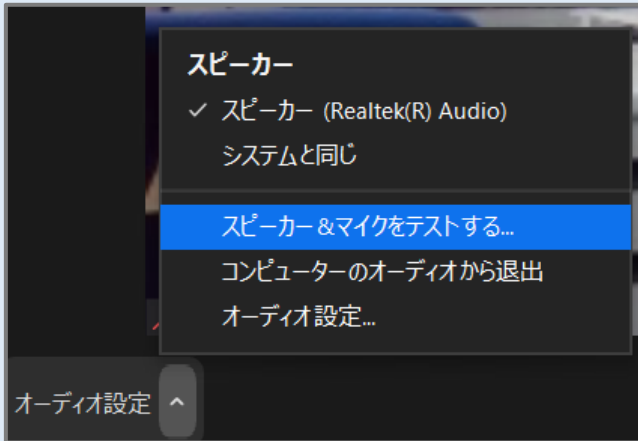 スピーカー
✓ スピーカー (Realtek(R) Audio)
システムと同じ
スピーカー&マイクをテストする...
コンピューターのオーディオから退出
オーディオ設定...
オーディオ設定 ^